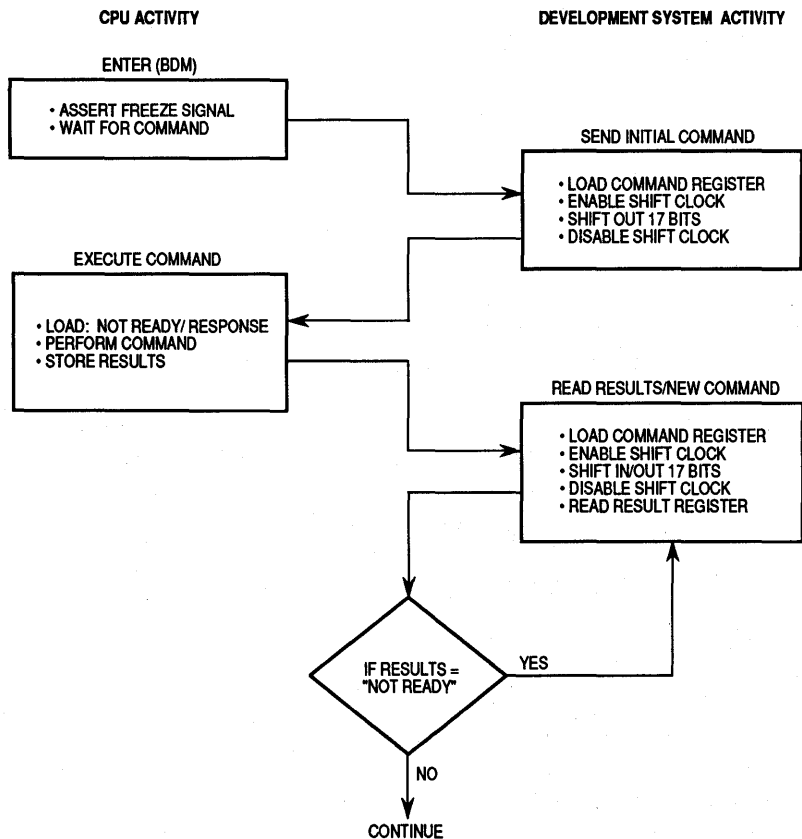 CPU ACTIVITY
DEVELOPMENT SYSTEM ACTIVITY
ENTER (BDM)
• ASSERT FREEZE SIGNAL
• WAIT FOR COMMAND
SEND INITIAL COMMAND
• LOAD COMMAND REGISTER
• ENABLE SHIFT CLOCK
• SHIFT OUT 17 BITS
• DISABLE SHIFT CLOCK
EXECUTE COMMAND
• LOAD: NOT READY/ RESPONSE
• PERFORM COMMAND
• STORE RESULTS
READ RESULTS/NEW COMMAND
• LOAD COMMAND REGISTER
• ENABLE SHIFT CLOCK
• SHIFT IN/OUT 17 BITS
• DISABLE SHIFT CLOCK
• READ RESULT REGISTER
IF RESULTS =
"NOT READY"
YES
NO
CONTINUE